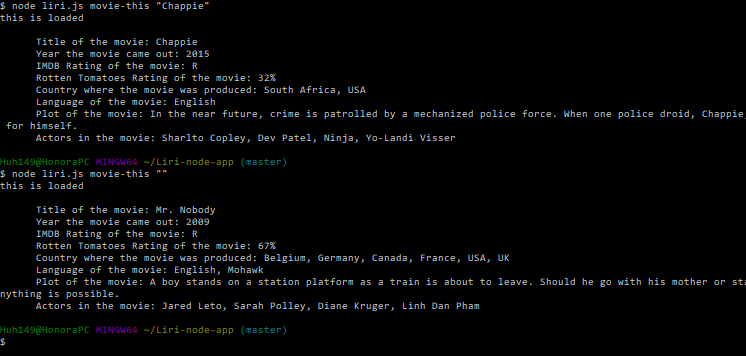 $ node liri.js movie-this "Chappie"
this is loaded
Title of the movie: Chappie
Year the movie came out: 2015
IMDB Rating of the movie: R
Rotten Tomatoes Rating of the movie: 32%
Country where the movie was produced: South Africa, USA
Language of the movie: English
Plot of the movie: In the near future, crime is patrolled by a mechanized police force. When one police droid, Chappie,
for himself.
Actors in the movie: Sharlto Copley, Dev Patel, Ninja, Yo-Landi Visser
Huh149@HonoraPC MINGW64 ~/Liri-node-app (master)
$ node liri.js movie-this ""
this is loaded
Title of the movie: Mr. Nobody
Year the movie came out: 2009
IMDB Rating of the movie: R
Rotten Tomatoes Rating of the movie: 67%
Country where the movie was produced: Belgium, Germany, Canada, France, USA, UK
Language of the movie: English, Mohawk
Plot of the movie: A boy stands on a station platform as a train is about to leave. Should he go with his mother or sta
nything is possible.
Actors in the movie: Jared Leto, Sarah Polley, Diane Kruger, Linh Dan Pham
Huh149@HonoraPC MINGW64 ~/Liri-node-app (master)
$